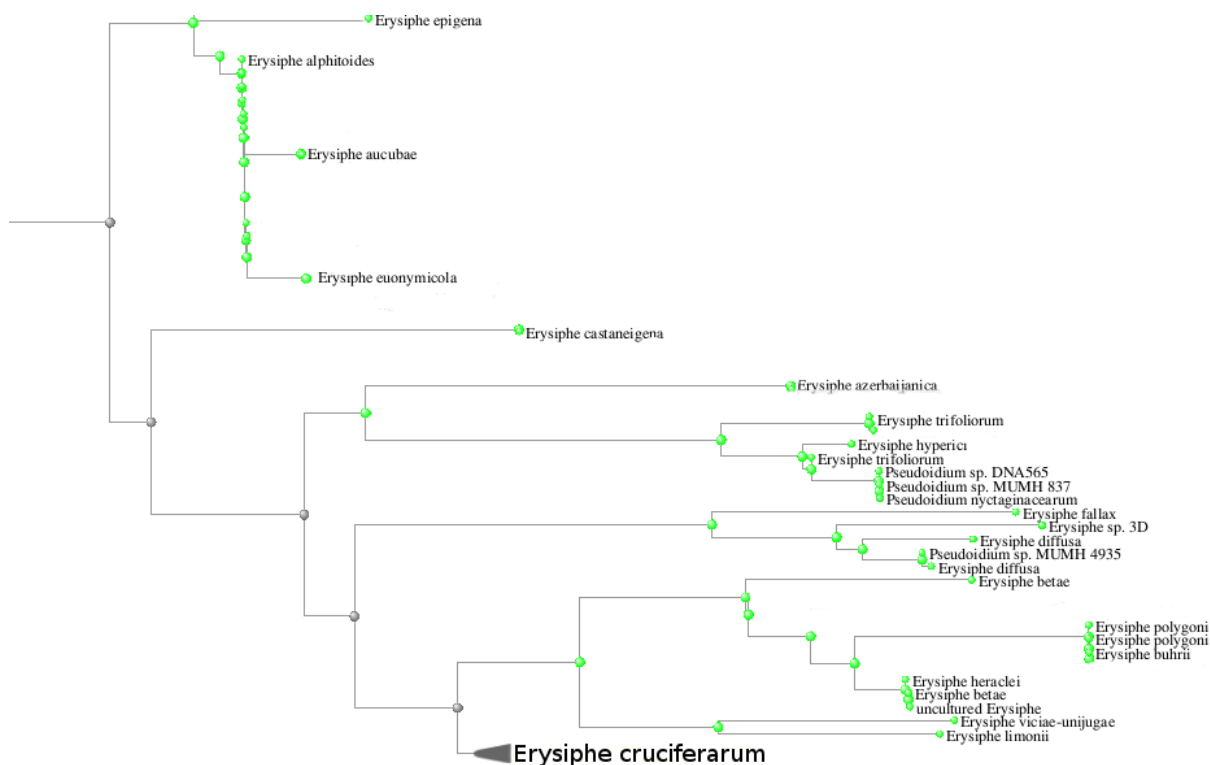 Erysiphe epigena
Erysiphe alphitoides
Erysiphe aucubae
Erysiphe euonymicola
Erysiphe castaneigena
Erysiphe azerbaijanica
Erysiphe trifoliorum
Erysiphe hyperici
Erysiphe trifoliorum
Pseudoidium sp. DNA565
Pseudoidium sp. MUMH 837
Pseudoidium nyctaginacearum
Erysiphe fallax
Erysiphe sp. 3D
Erysiphe diffusa
Pseudoidium sp. MUMH 4935
Erysiphe diffusa
Erysiphe betae
Erysiphe polygoni
Erysiphe polygoni
Erysiphe buhrii
Erysiphe heraclei
Erysiphe betae
uncultured Erysiphe
Erysiphe viciae-unijugae
Erysiphe limonii
Erysiphe cruciferarum